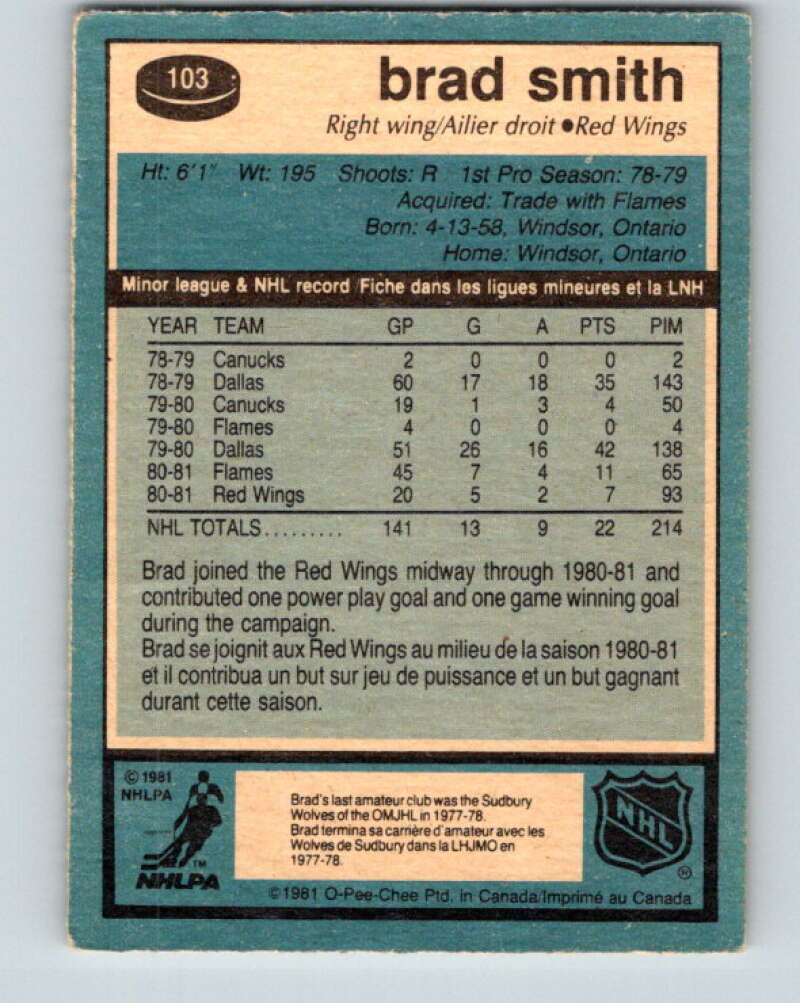 103
brad smith
Right wing/Ailier droit ●Red Wings
Ht: 6'1" Wt: 195 Shoots: R 1st Pro Season: 78-79
Acquired: Trade with Flames
Born: 4-13-58, Windsor, Ontario
Home: Windsor, Ontario
Minor league & NHL record/Fiche dans les ligues mineures et la LNH
YEAR TEAM GP G A PTS PIM
78-79 Canucks 2 0 0 0 2
78-79 Dallas 60 17 18 35 143
79-80 Canucks 19 1 3 4 50
79-80 Flames 4 0 0 0 4
79-80 Dallas 51 26 16 42 138
80-81 Flames 45 7 4 11 65
80-81 Red Wings 20 5 2 7 93
NHL TOTALS......... 141 13 9 22 214
Brad joined the Red Wings midway through 1980-81 and
contributed one power play goal and one game winning goal
during the campaign.
Brad se joignit aux Red Wings au milieu de la saison 1980-81
et il contribua un but sur jeu de puissance et un but gagnant
durant cette saison.
© 1981
NHLPA
TM
NHLPA
Brad's last amateur club was the Sudbury
Wolves of the OMJHL in 1977-78.
Brad termina sa carrière d'amateur avec les
Wolves de Sudbury dans la LHJMO en
1977-78.
NHL
®
© 1981 O-Pee-Chee Ptd. in Canada/Imprimé au Canada